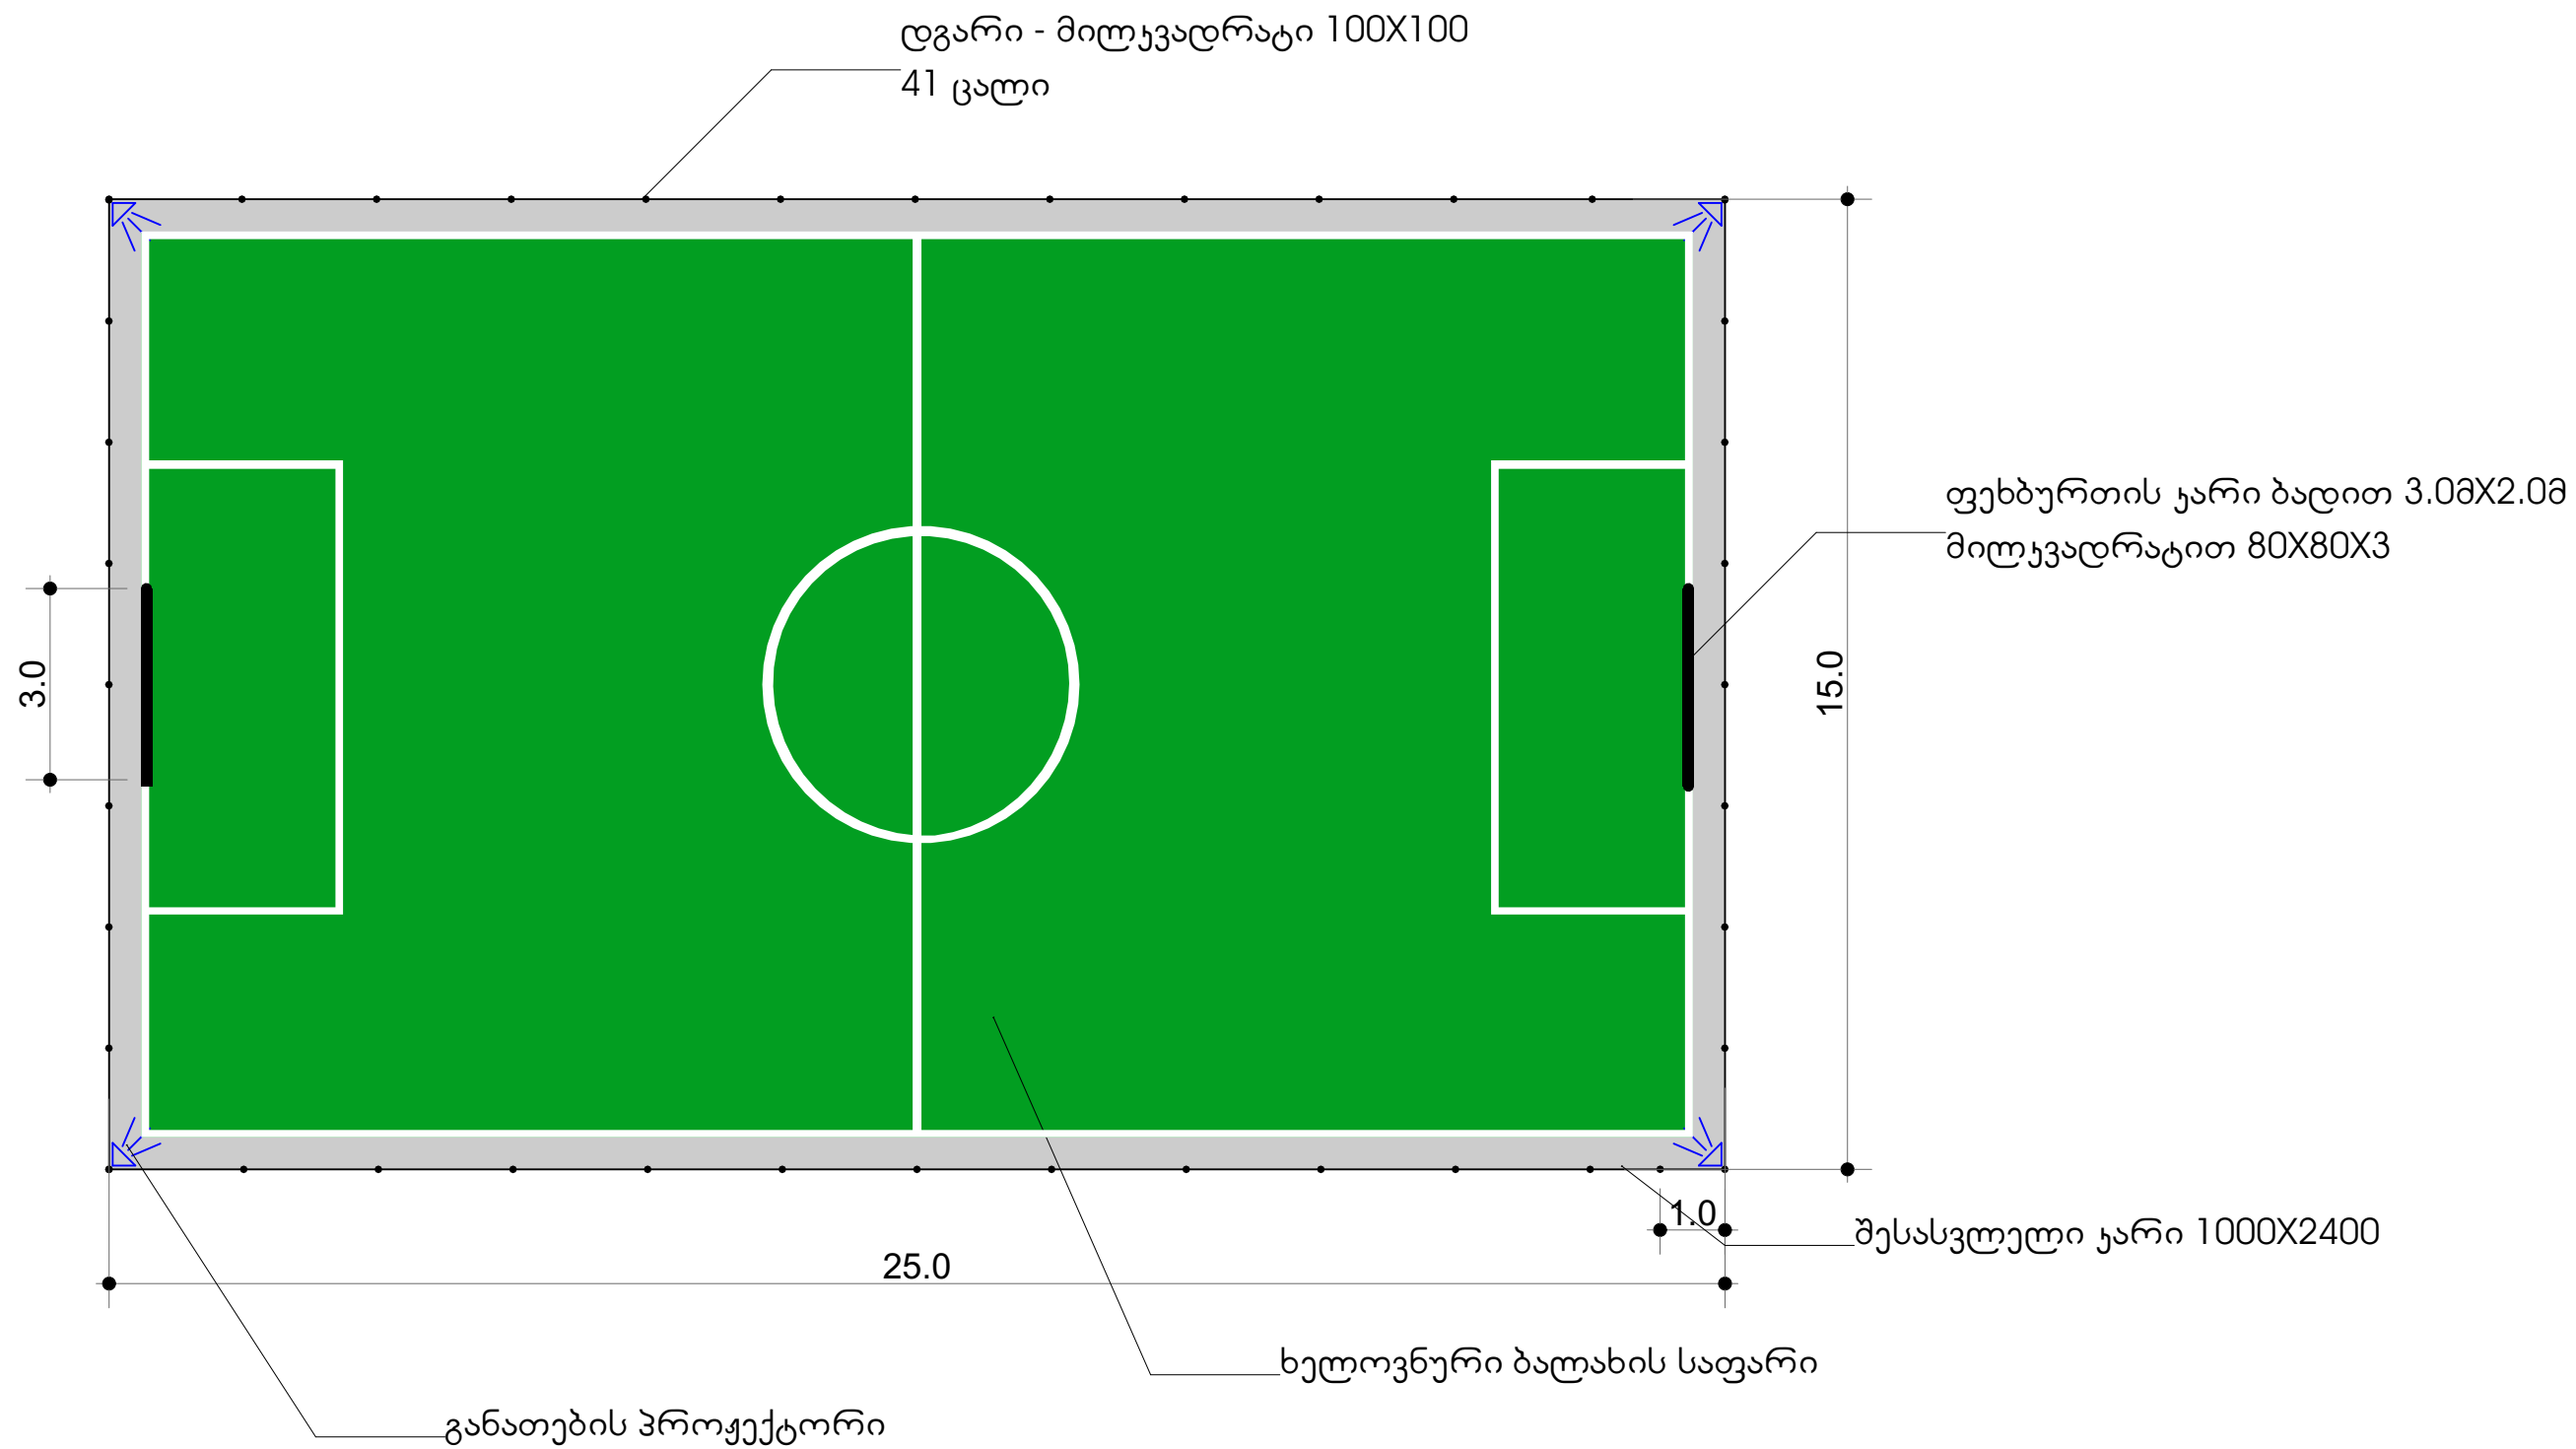 დგარი - მილკვადრატი 100X100
41 ცალი
ფეხბურთის კარი ბადით 3.0მX2.0მ
მილკვადრატით 80X80X3
3.0
15.0
1.0
შესასვლელი კარი 1000X2400
25.0
ხელოვნური ბალახის საფარი
განათების პროჟექტორი